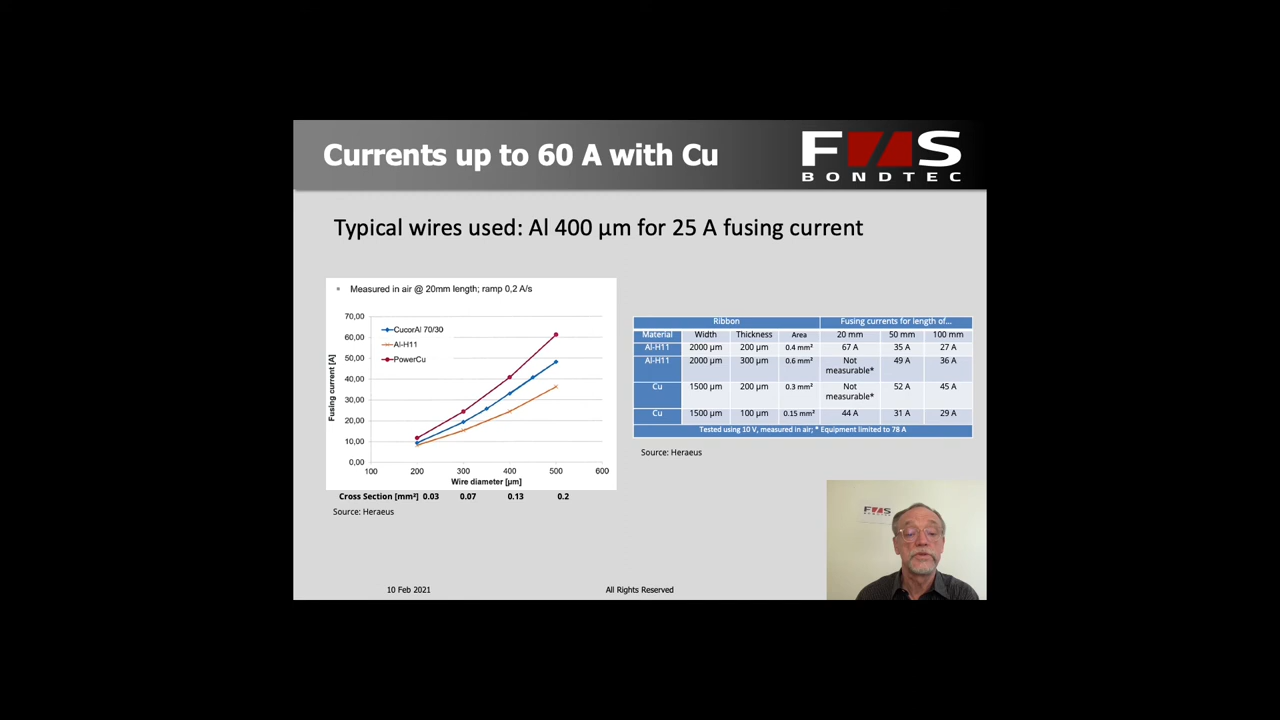 Currents up to 60 A with Cu
F S
BONDTEC
Typical wires used: Al 400 µm for 25 A fusing current
▪ Measured in air @ 20mm length; ramp 0,2 A/s
Fusing current [A]
70,00
60,00
50,00
40,00
30,00
20,00
10,00
0,00
CucorAl 70/30
Al-H11
PowerCu
100 200 300 400 500 600
Wire diameter [µm]
Cross Section [mm²] 0.03 0.07 0.13 0.2
Source: Heraeus
Ribbon Fusing currents for length of...
Material Width Thickness Area 20 mm 50 mm 100 mm
Al-H11 2000 µm 200 µm 0.4 mm² 67 A 35 A 27 A
Al-H11 2000 µm 300 µm 0.6 mm² Not measurable* 49 A 36 A
Cu 1500 µm 200 µm 0.3 mm² Not measurable* 52 A 45 A
Cu 1500 µm 100 µm 0.15 mm² 44 A 31 A 29 A
Tested using 10 V, measured in air; * Equipment limited to 78 A
Source: Heraeus
F S
BONDTEC
10 Feb 2021
All Rights Reserved